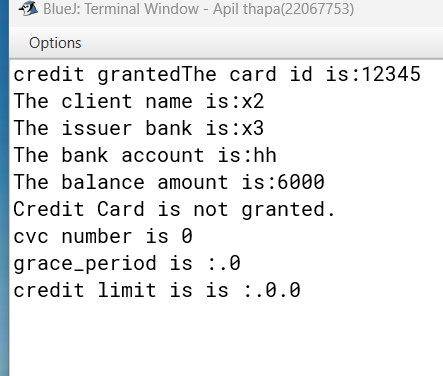 BlueJ: Terminal Window - Apil thapa(22067753)
Options
credit grantedThe card id is:12345
The client name is:x2
The issuer bank is:x3
The bank account is:hh
The balance amount is:6000
Credit Card is not granted.
cvc number is 0
grace_period is :.0
credit limit is is :.0.0